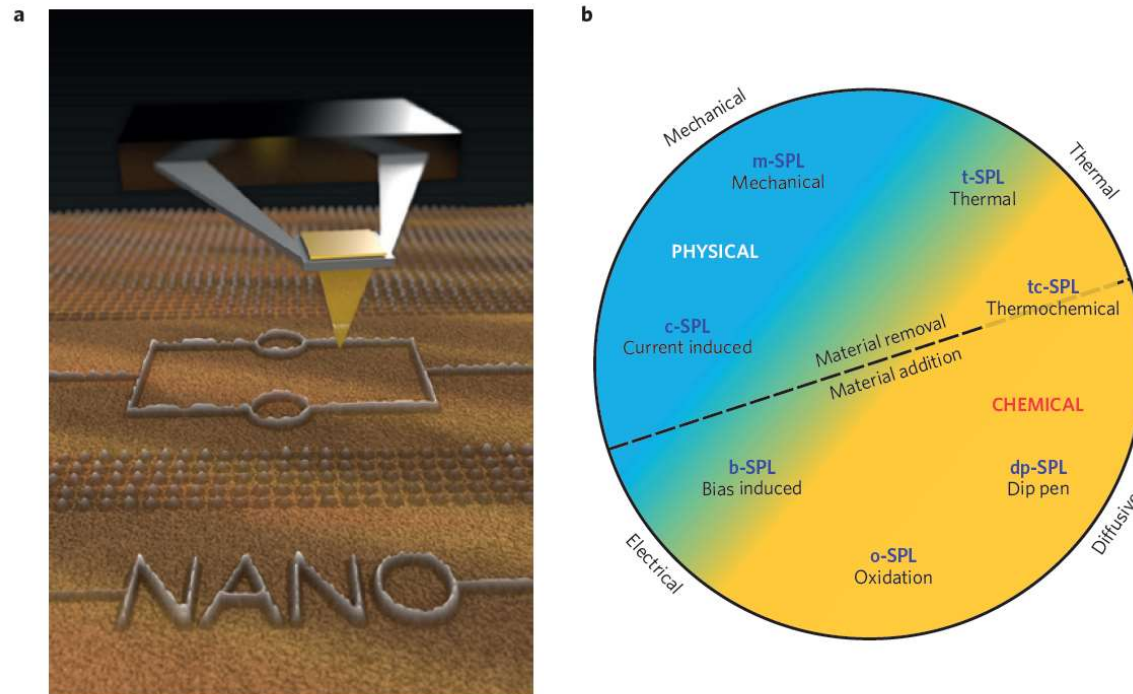 a
NANO
b
Mechanical
Thermal
m-SPL
Mechanical
t-SPL
Thermal
PHYSICAL
tc-SPL
Thermochemical
c-SPL
Current induced
Material removal
Material addition
CHEMICAL
b-SPL
Bias induced
dp-SPL
Dip pen
o-SPL
Oxidation
Electrical
Diffusive